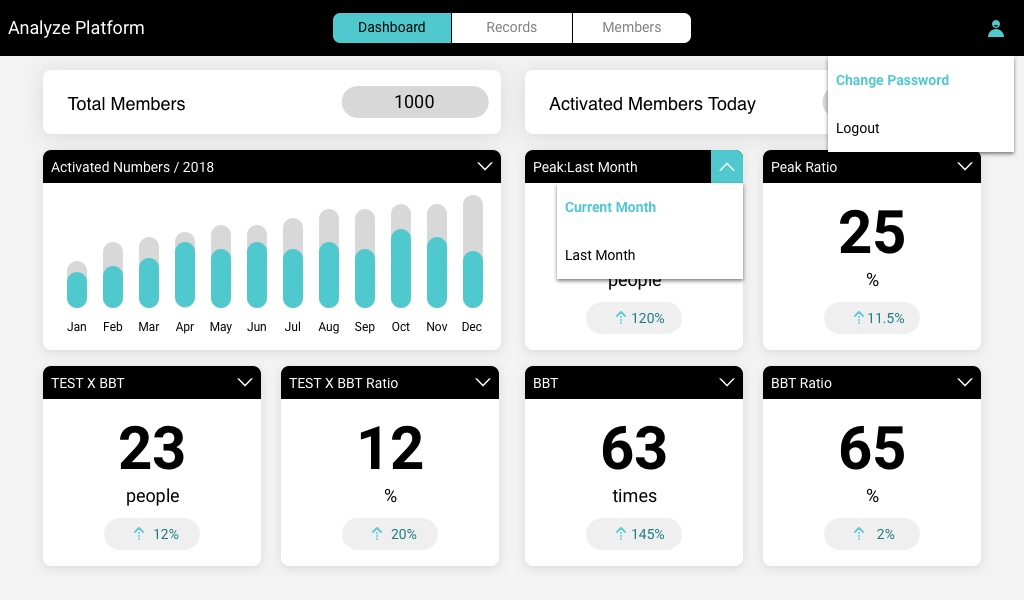 Analyze Platform
Dashboard
Records
Members
Change Password
Logout
Total Members
1000
Activated Members Today
Activated Numbers / 2018
Jan Feb Mar Apr May Jun Jul Aug Sep Oct Nov Dec
Peak:Last Month
Current Month
Last Month
people
120%
Peak Ratio
25
%
11.5%
TEST X BBT
23
people
12%
TEST X BBT Ratio
12
%
20%
BBT
63
times
145%
BBT Ratio
65
%
2%